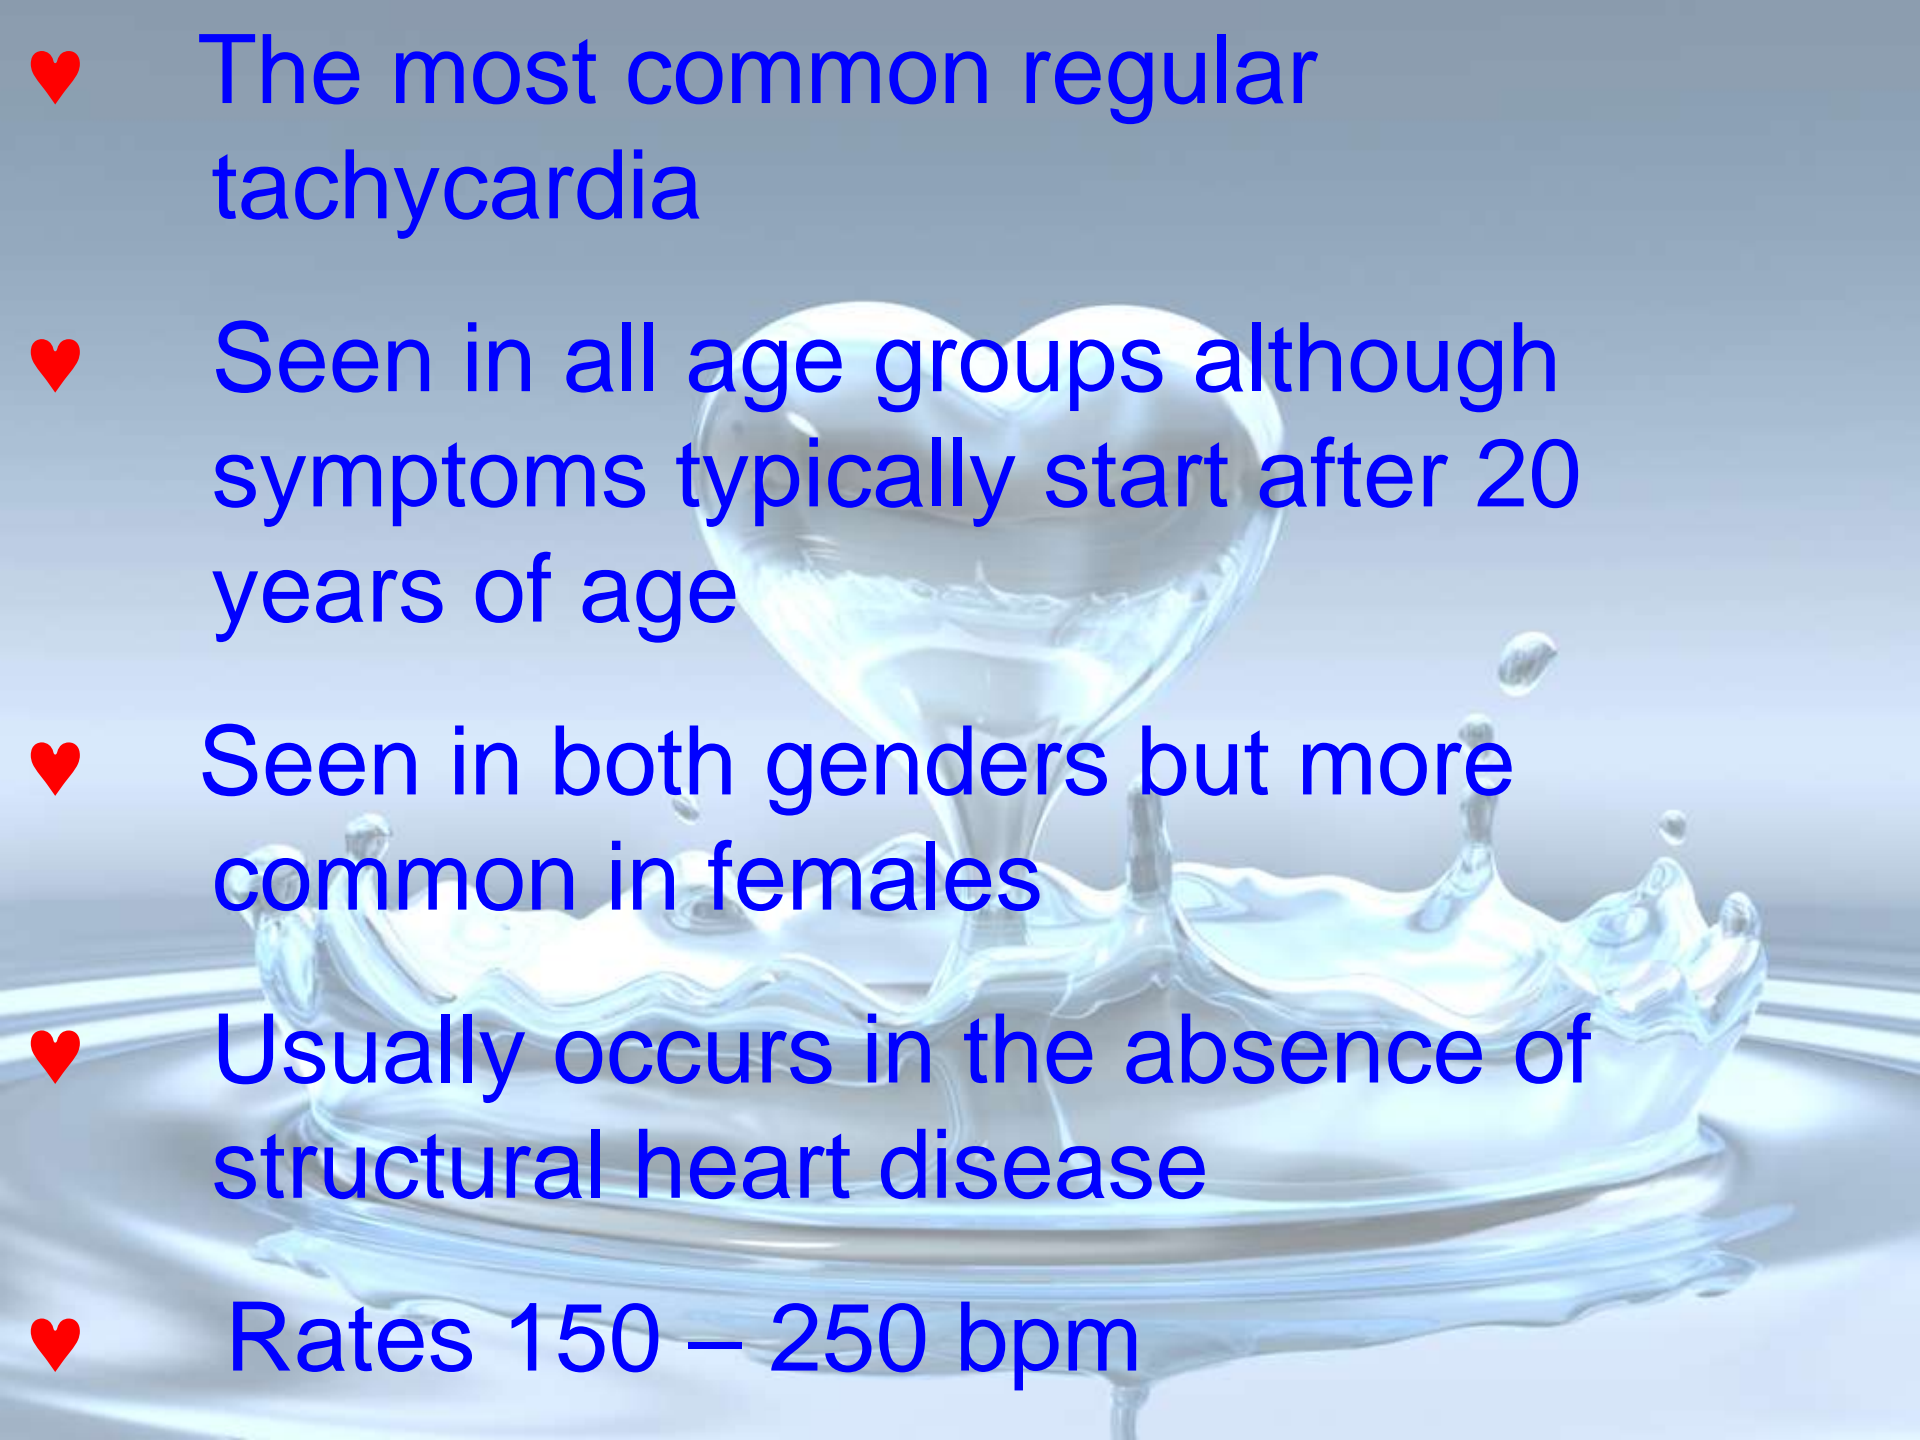 ♥ The most common regular
tachycardia
♥ Seen in all age groups although
symptoms typically start after 20
years of age
♥ Seen in both genders but more
common in females
♥ Usually occurs in the absence of
structural heart disease
♥ Rates 150 – 250 bpm